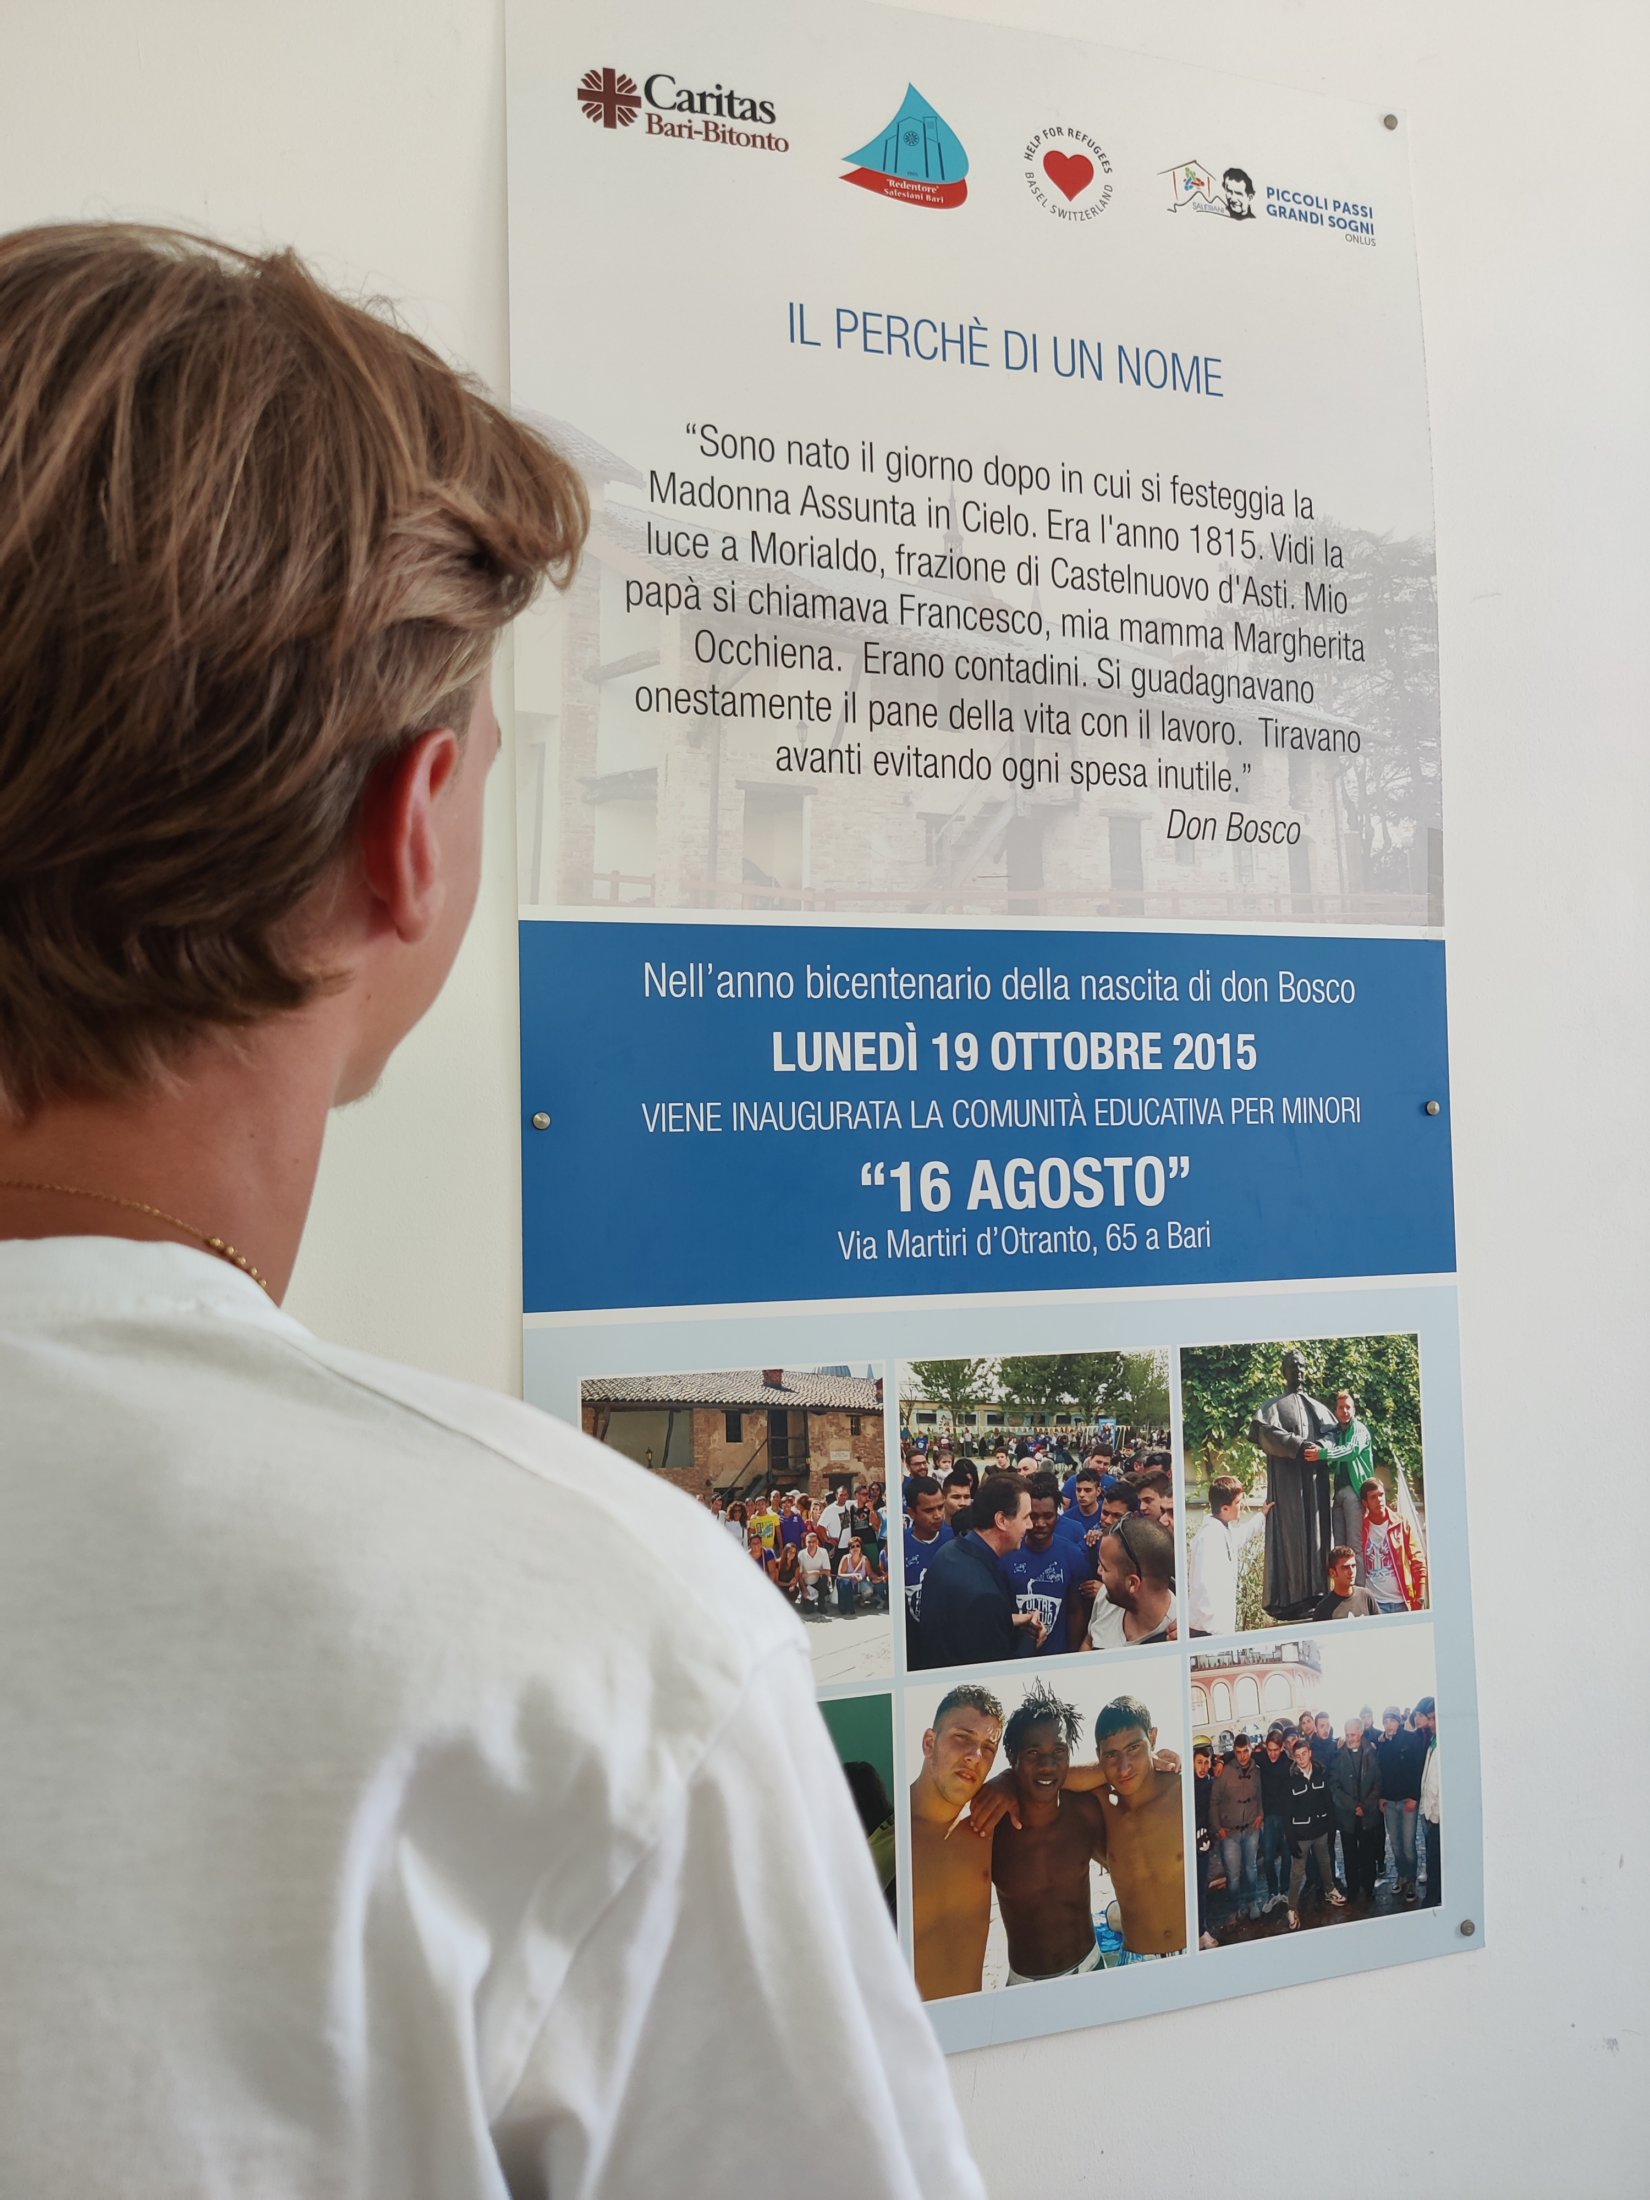 Caritas
Bari-Bitonto
"Redentore"
Salesiani Bari
HELP FOR REFUGEES
BASEL SWITZERLAND
SALESIANI
PICCOLI PASSI
GRANDI SOGNI
ONLUS
IL PERCHÈ DI UN NOME
“Sono nato il giorno dopo in cui si festeggia la
Madonna Assunta in Cielo. Era l'anno 1815. Vidi la
luce a Morialdo, frazione di Castelnuovo d'Asti. Mio
papà si chiamava Francesco, mia mamma Margherita
Occhiena. Erano contadini. Si guadagnavano
onestamente il pane della vita con il lavoro. Tiravano
avanti evitando ogni spesa inutile.”
Don Bosco
Nell’anno bicentenario della nascita di don Bosco
LUNEDÌ 19 OTTOBRE 2015
VIENE INAUGURATA LA COMUNITÀ EDUCATIVA PER MINORI
“16 AGOSTO”
Via Martiri d’Otranto, 65 a Bari
OLTRE